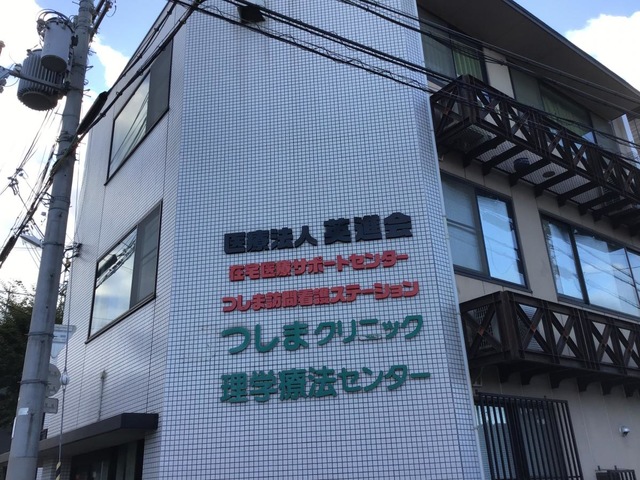 医療法人 英進会
在宅医療サポートセンター
つしま訪問看護ステーション
つしまクリニック
理学療法センター